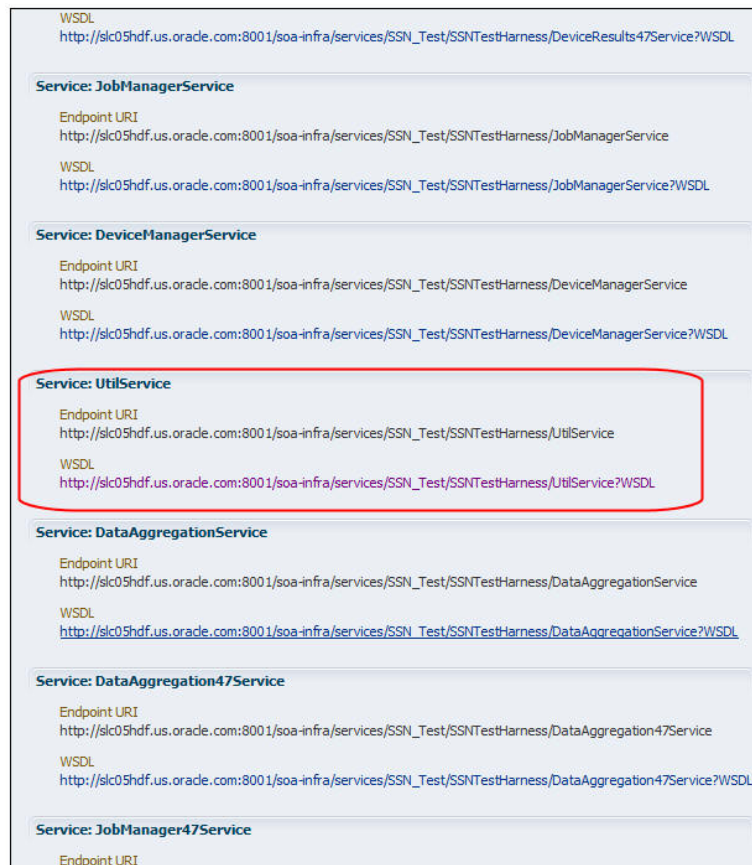 WSDL
http://slc05hdf.us.oracle.com:8001/soa-infra/services/SSN_Test/SSNTestHarness/DeviceResults47Service?WSDL
Service: JobManagerService
Endpoint URI
http://slc05hdf.us.oracle.com:8001/soa-infra/services/SSN_Test/SSNTestHarness/JobManagerService
WSDL
http://slc05hdf.us.oracle.com:8001/soa-infra/services/SSN_Test/SSNTestHarness/JobManagerService?WSDL
Service: DeviceManagerService
Endpoint URI
http://slc05hdf.us.oracle.com:8001/soa-infra/services/SSN_Test/SSNTestHarness/DeviceManagerService
WSDL
http://slc05hdf.us.oracle.com:8001/soa-infra/services/SSN_Test/SSNTestHarness/DeviceManagerService?WSDL
Service: UtilService
Endpoint URI
http://slc05hdf.us.oracle.com:8001/soa-infra/services/SSN_Test/SSNTestHarness/UtilService
WSDL
http://slc05hdf.us.oracle.com:8001/soa-infra/services/SSN_Test/SSNTestHarness/UtilService?WSDL
Service: DataAggregationService
Endpoint URI
http://slc05hdf.us.oracle.com:8001/soa-infra/services/SSN_Test/SSNTestHarness/DataAggregationService
WSDL
http://slc05hdf.us.oracle.com:8001/soa-infra/services/SSN_Test/SSNTestHarness/DataAggregationService?WSDL
Service: DataAggregation47Service
Endpoint URI
http://slc05hdf.us.oracle.com:8001/soa-infra/services/SSN_Test/SSNTestHarness/DataAggregation47Service
WSDL
http://slc05hdf.us.oracle.com:8001/soa-infra/services/SSN_Test/SSNTestHarness/DataAggregation47Service?WSDL
Service: JobManager47Service
Endpoint URI